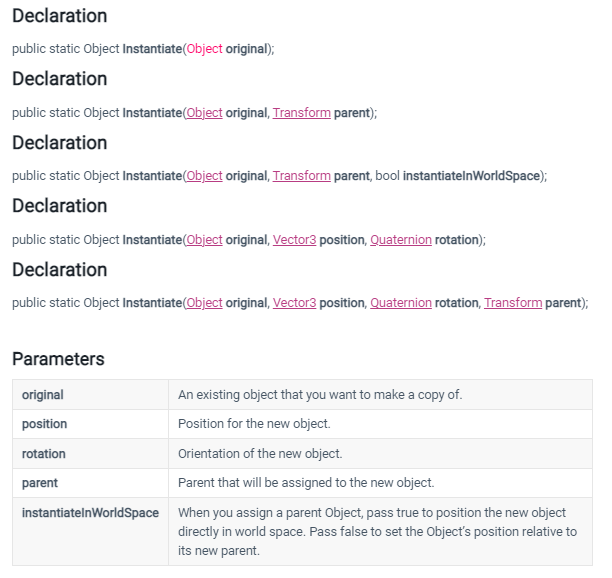 Declaration
public static Object Instantiate(Object original);
Declaration
public static Object Instantiate(Object original, Transform parent);
Declaration
public static Object Instantiate(Object original, Transform parent, bool instantiateInWorldSpace);
Declaration
public static Object Instantiate(Object original, Vector3 position, Quaternion rotation);
Declaration
public static Object Instantiate(Object original, Vector3 position, Quaternion rotation, Transform parent);
Parameters
original An existing object that you want to make a copy of.
position Position for the new object.
rotation Orientation of the new object.
parent Parent that will be assigned to the new object.
instantiateInWorldSpace When you assign a parent Object, pass true to position the new object
directly in world space. Pass false to set the Object's position relative to
its new parent.